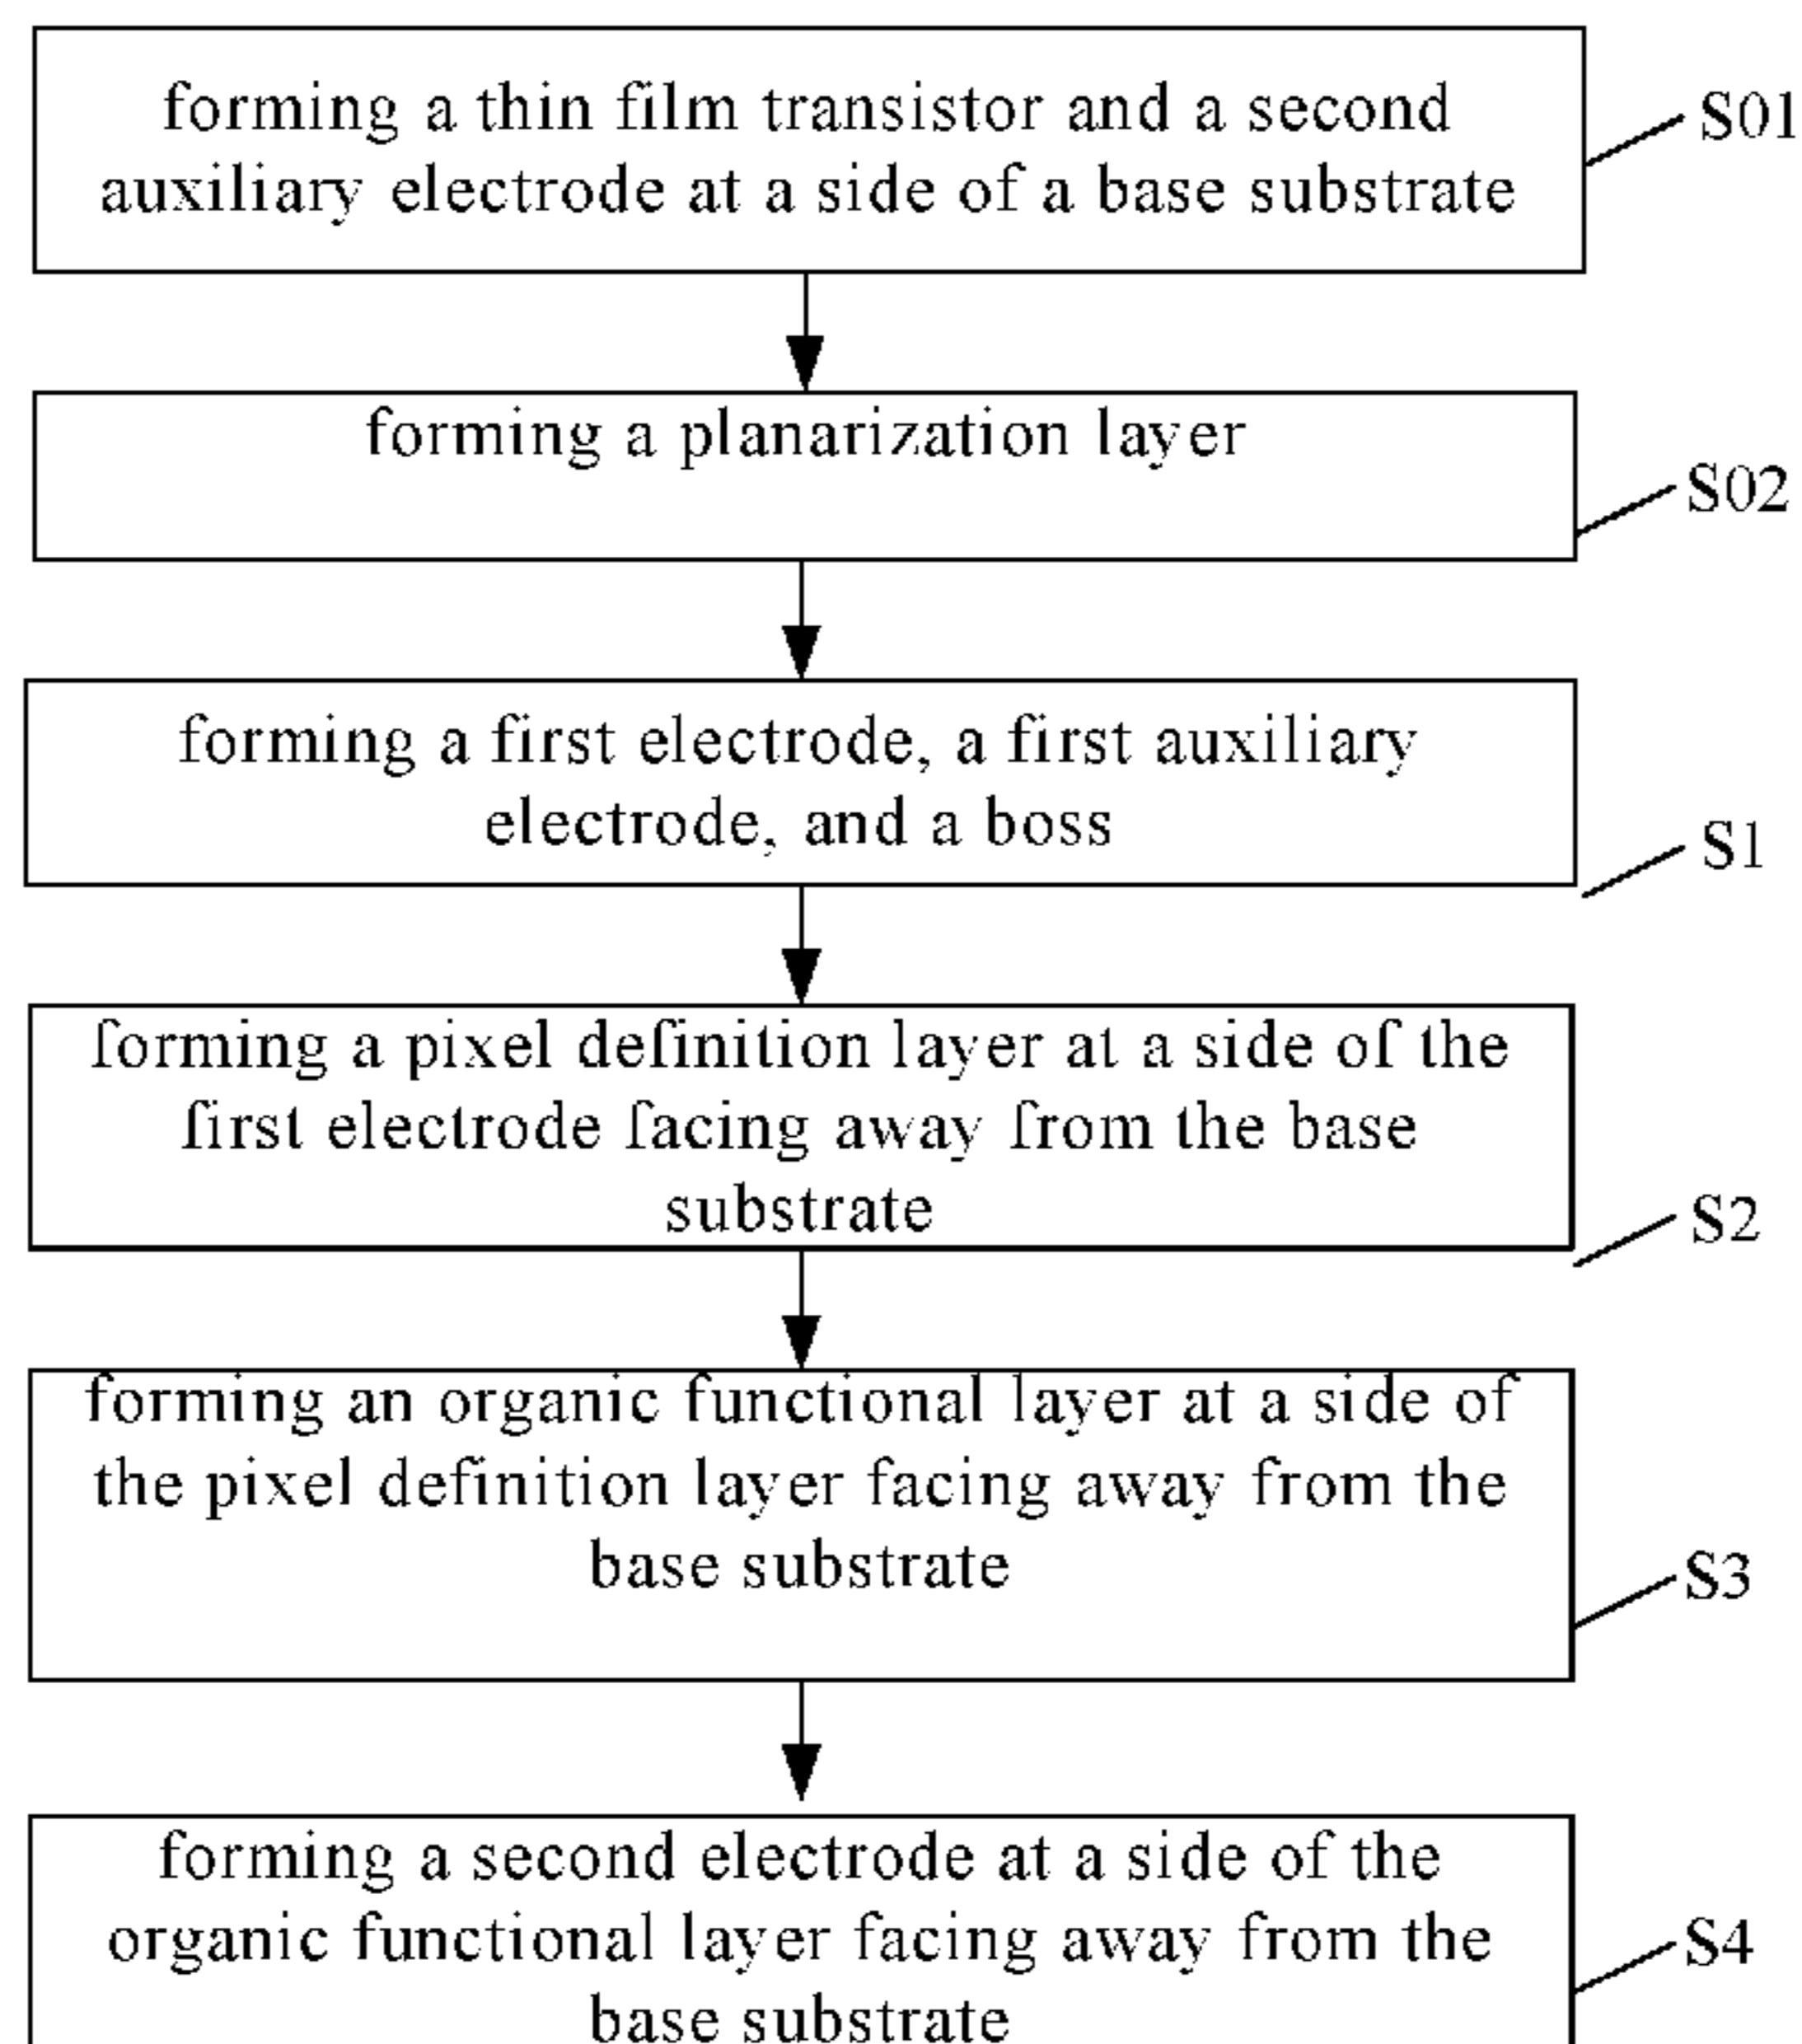 forming a thin film transistor and a second
auxiliary electrode at a side of a base substrate
S01
forming a planarization layer
S02
forming a first electrode, a first auxiliary
electrode, and a boss
S1
forming a pixel definition layer at a side of the
first electrode facing away from the base
substrate
S2
forming an organic functional layer at a side of
the pixel definition layer facing away from the
base substrate
S3
forming a second electrode at a side of the
organic functional layer facing away from the
base substrate
S4